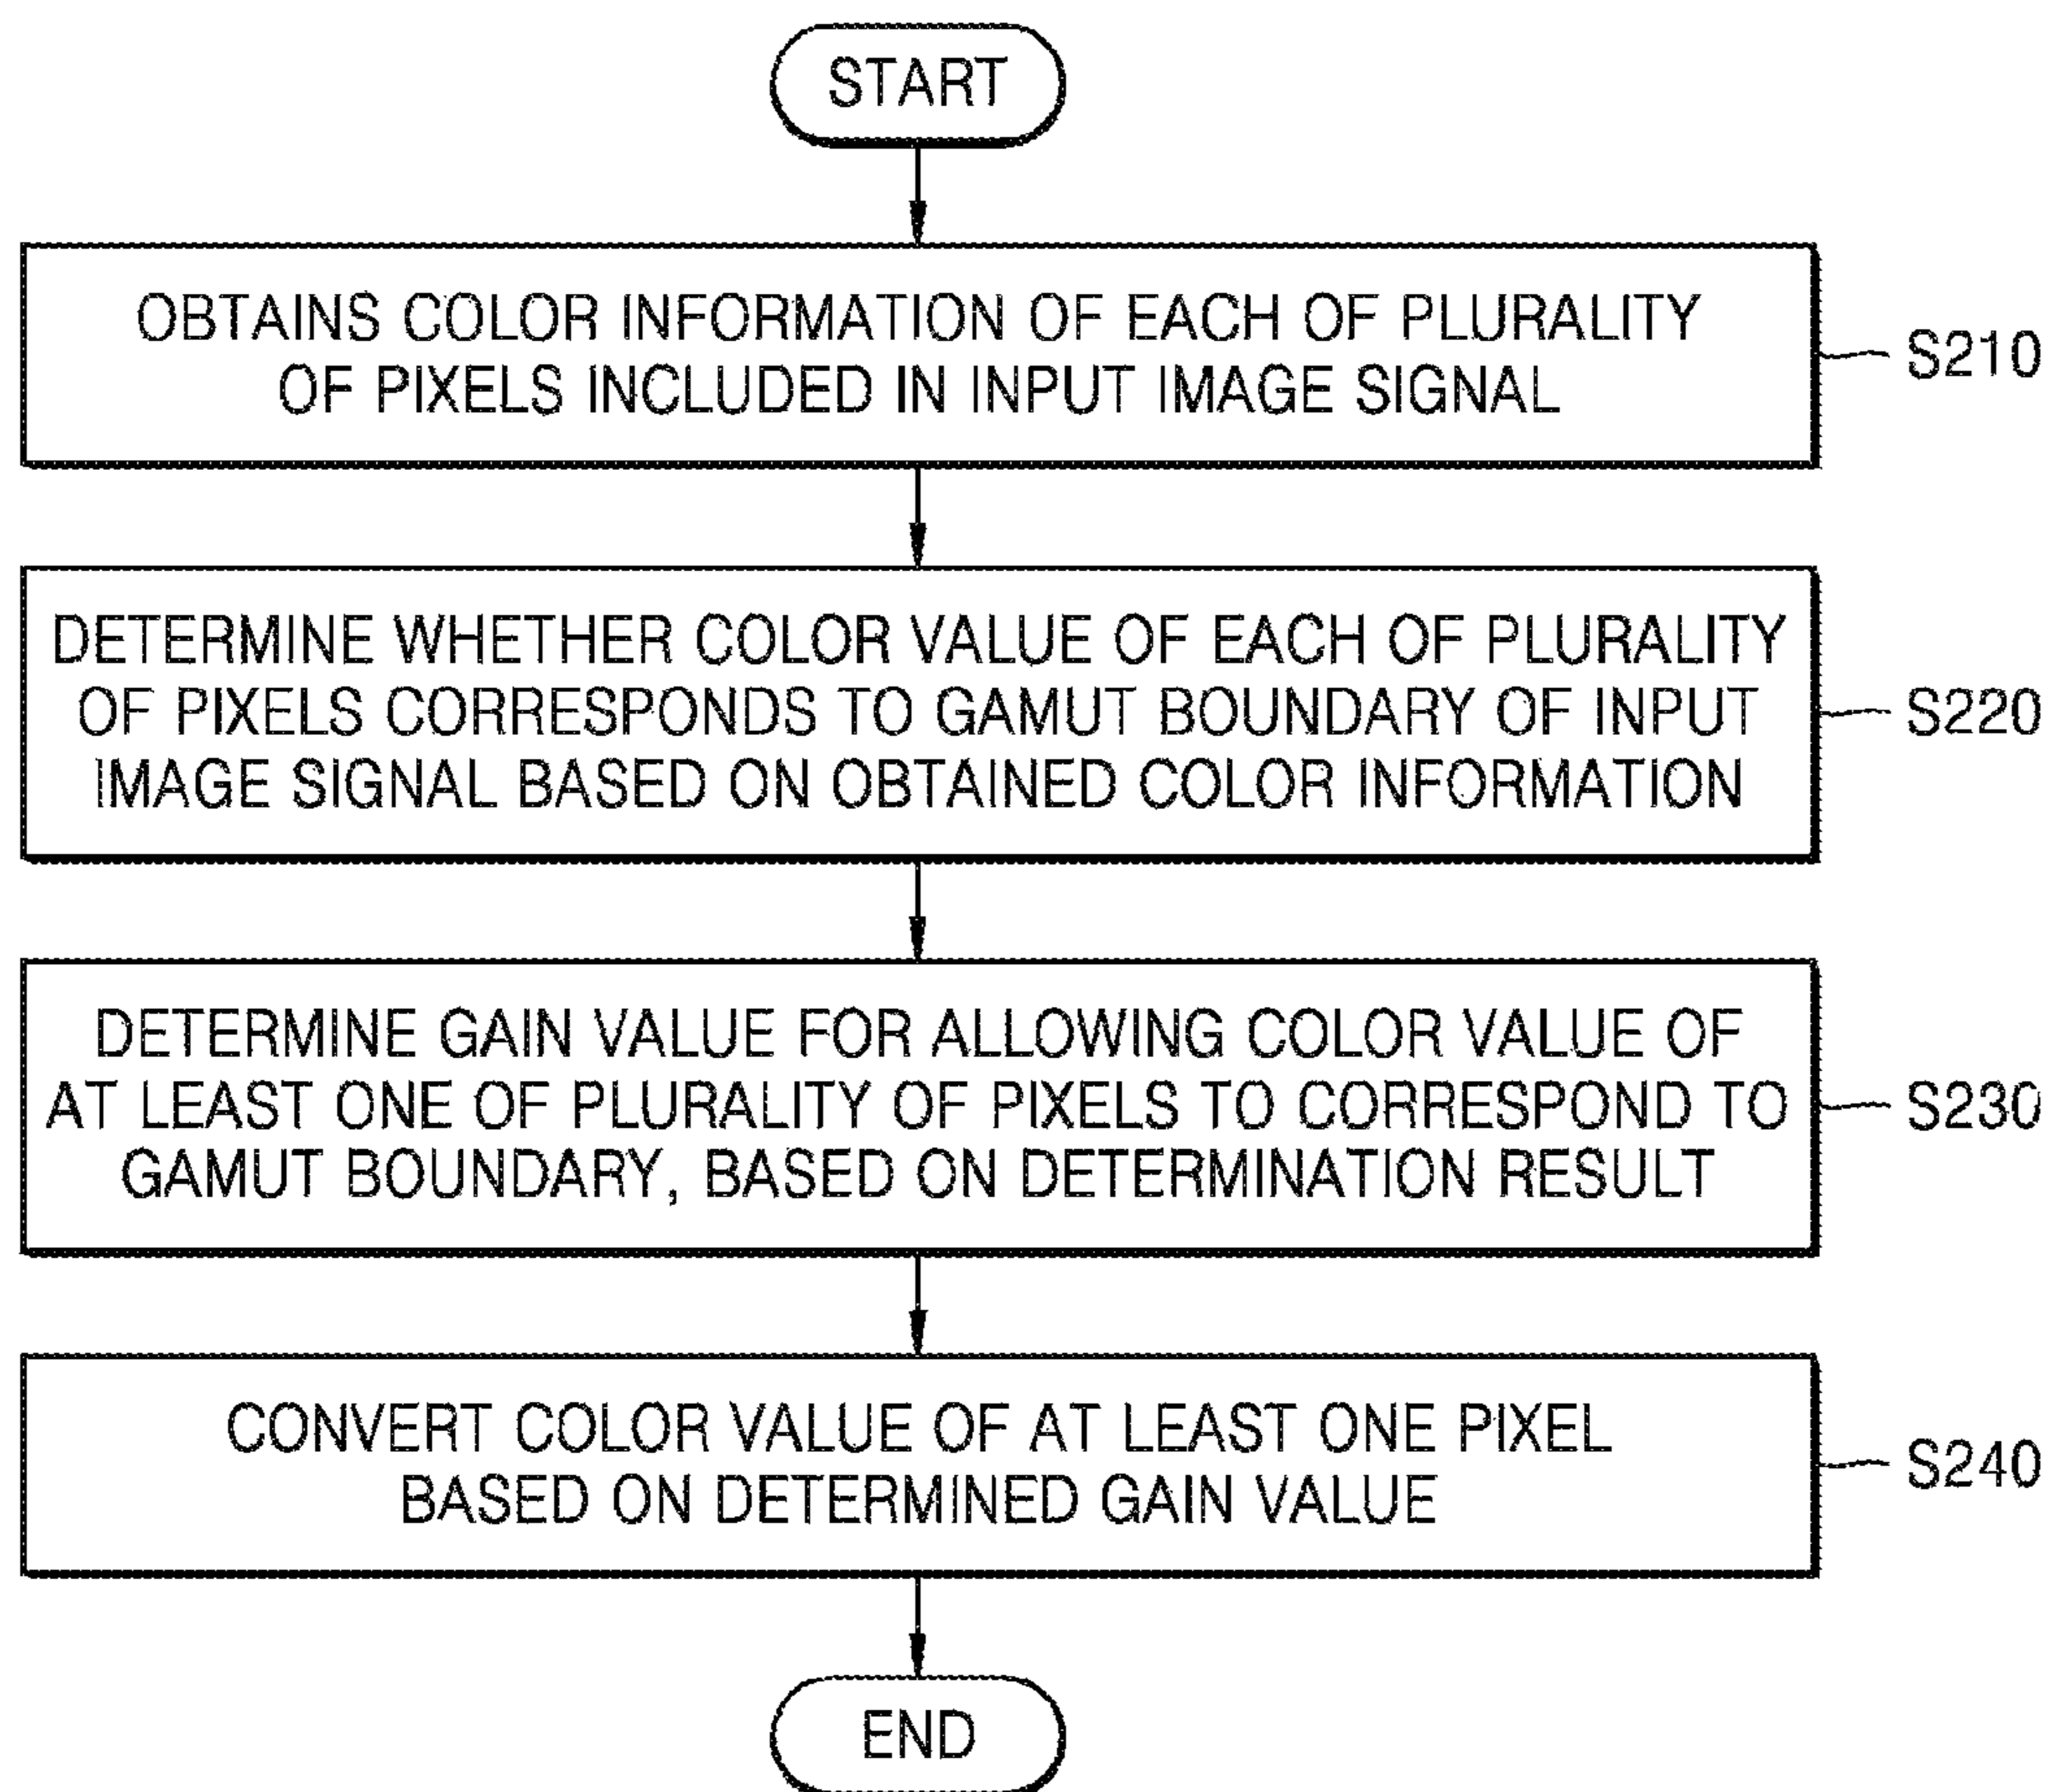 START
OBTAINS COLOR INFORMATION OF EACH OF PLURALITY
OF PIXELS INCLUDED IN INPUT IMAGE SIGNAL
S210
DETERMINE WHETHER COLOR VALUE OF EACH OF PLURALITY
OF PIXELS CORRESPONDS TO GAMUT BOUNDARY OF INPUT
IMAGE SIGNAL BASED ON OBTAINED COLOR INFORMATION
S220
DETERMINE GAIN VALUE FOR ALLOWING COLOR VALUE OF
AT LEAST ONE OF PLURALITY OF PIXELS TO CORRESPOND TO
GAMUT BOUNDARY, BASED ON DETERMINATION RESULT
S230
CONVERT COLOR VALUE OF AT LEAST ONE PIXEL
BASED ON DETERMINED GAIN VALUE
S240
END